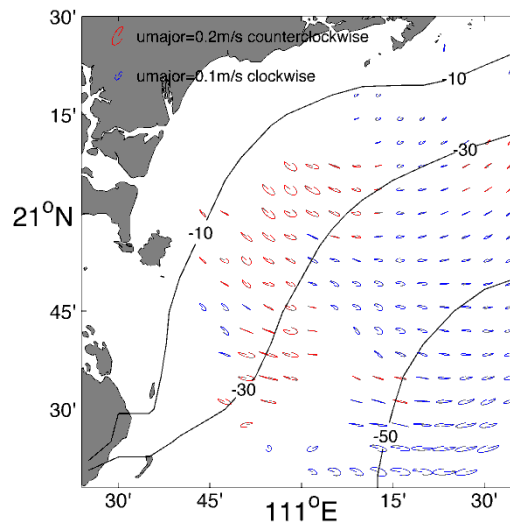 30'
umajor=0.2m/s counterclockwise
umajor=0.1m/s clockwise
-10
15'
-30
21°N
-10
45'
-30
30'
-50
30' 45' 111°E 15' 30'